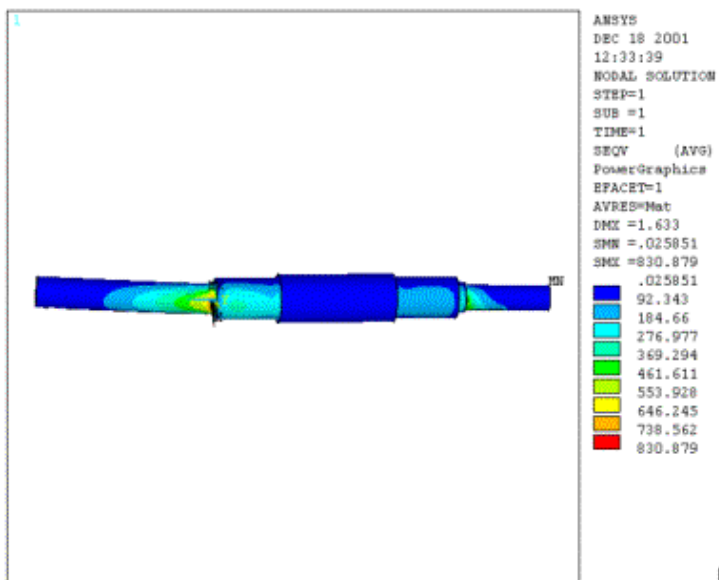 1
ANSYS
DEC 18 2001
12:33:39
NODAL SOLUTION
STEP=1
SUB =1
TIME=1
SEQV (AVG)
PowerGraphics
EFACET=1
AVRES=Mat
DMX =1.633
SMN =.025851
SMX =830.879
MN
.025851
92.343
184.66
276.977
369.294
461.611
553.928
646.245
738.562
830.879